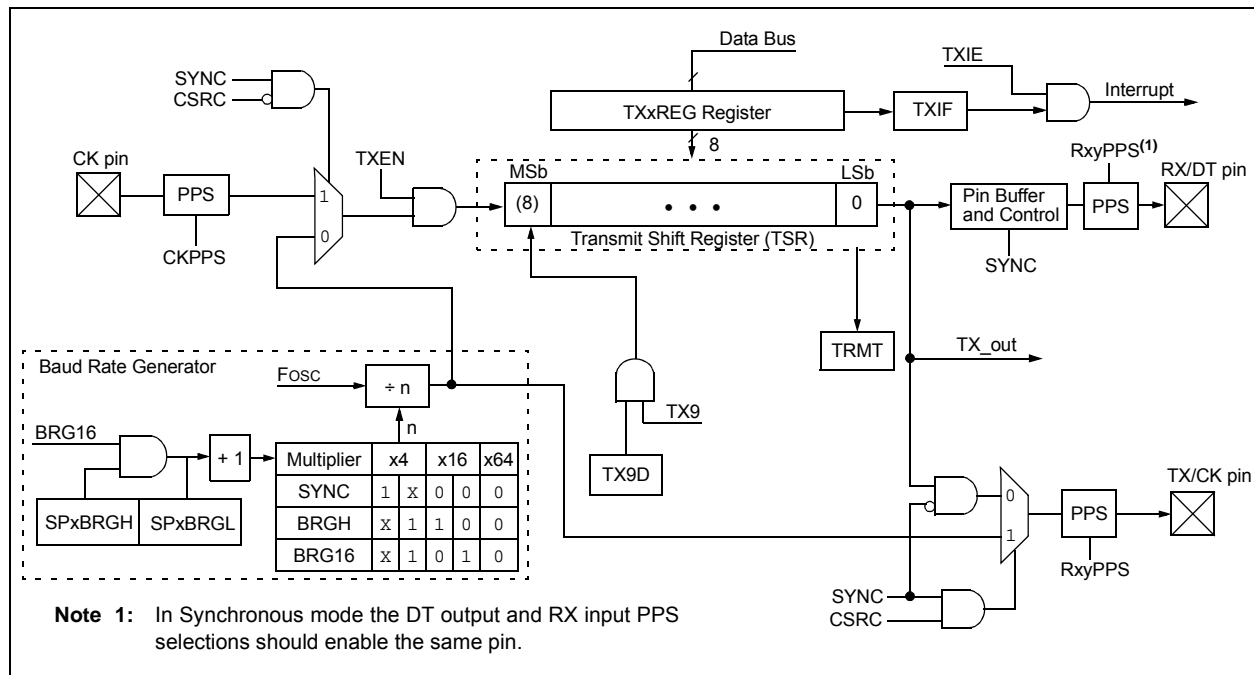 Data Bus
TXIE
Interrupt
SYNC
CSRC
TXxREG Register
TXIF
8
CK pin
TXEN
MSb
LSb
RxyPPS(1)
RX/DT pin
PPS
1
0
(8)
• • •
0
Pin Buffer
and Control
PPS
Transmit Shift Register (TSR)
CKPPS
SYNC
TRMT
TX_out
Baud Rate Generator
FOSC
÷ n
n
TX9
BRG16
+ 1
TX9D
Multiplier x4 x16 x64
SYNC 1 X 0 0 0
BRGH X 1 1 0 0
BRG16 X 1 0 1 0
SPxBRGH SPxBRGL
TX/CK pin
0
1
PPS
RxyPPS
SYNC
CSRC
Note 1: In Synchronous mode the DT output and RX input PPS
selections should enable the same pin.